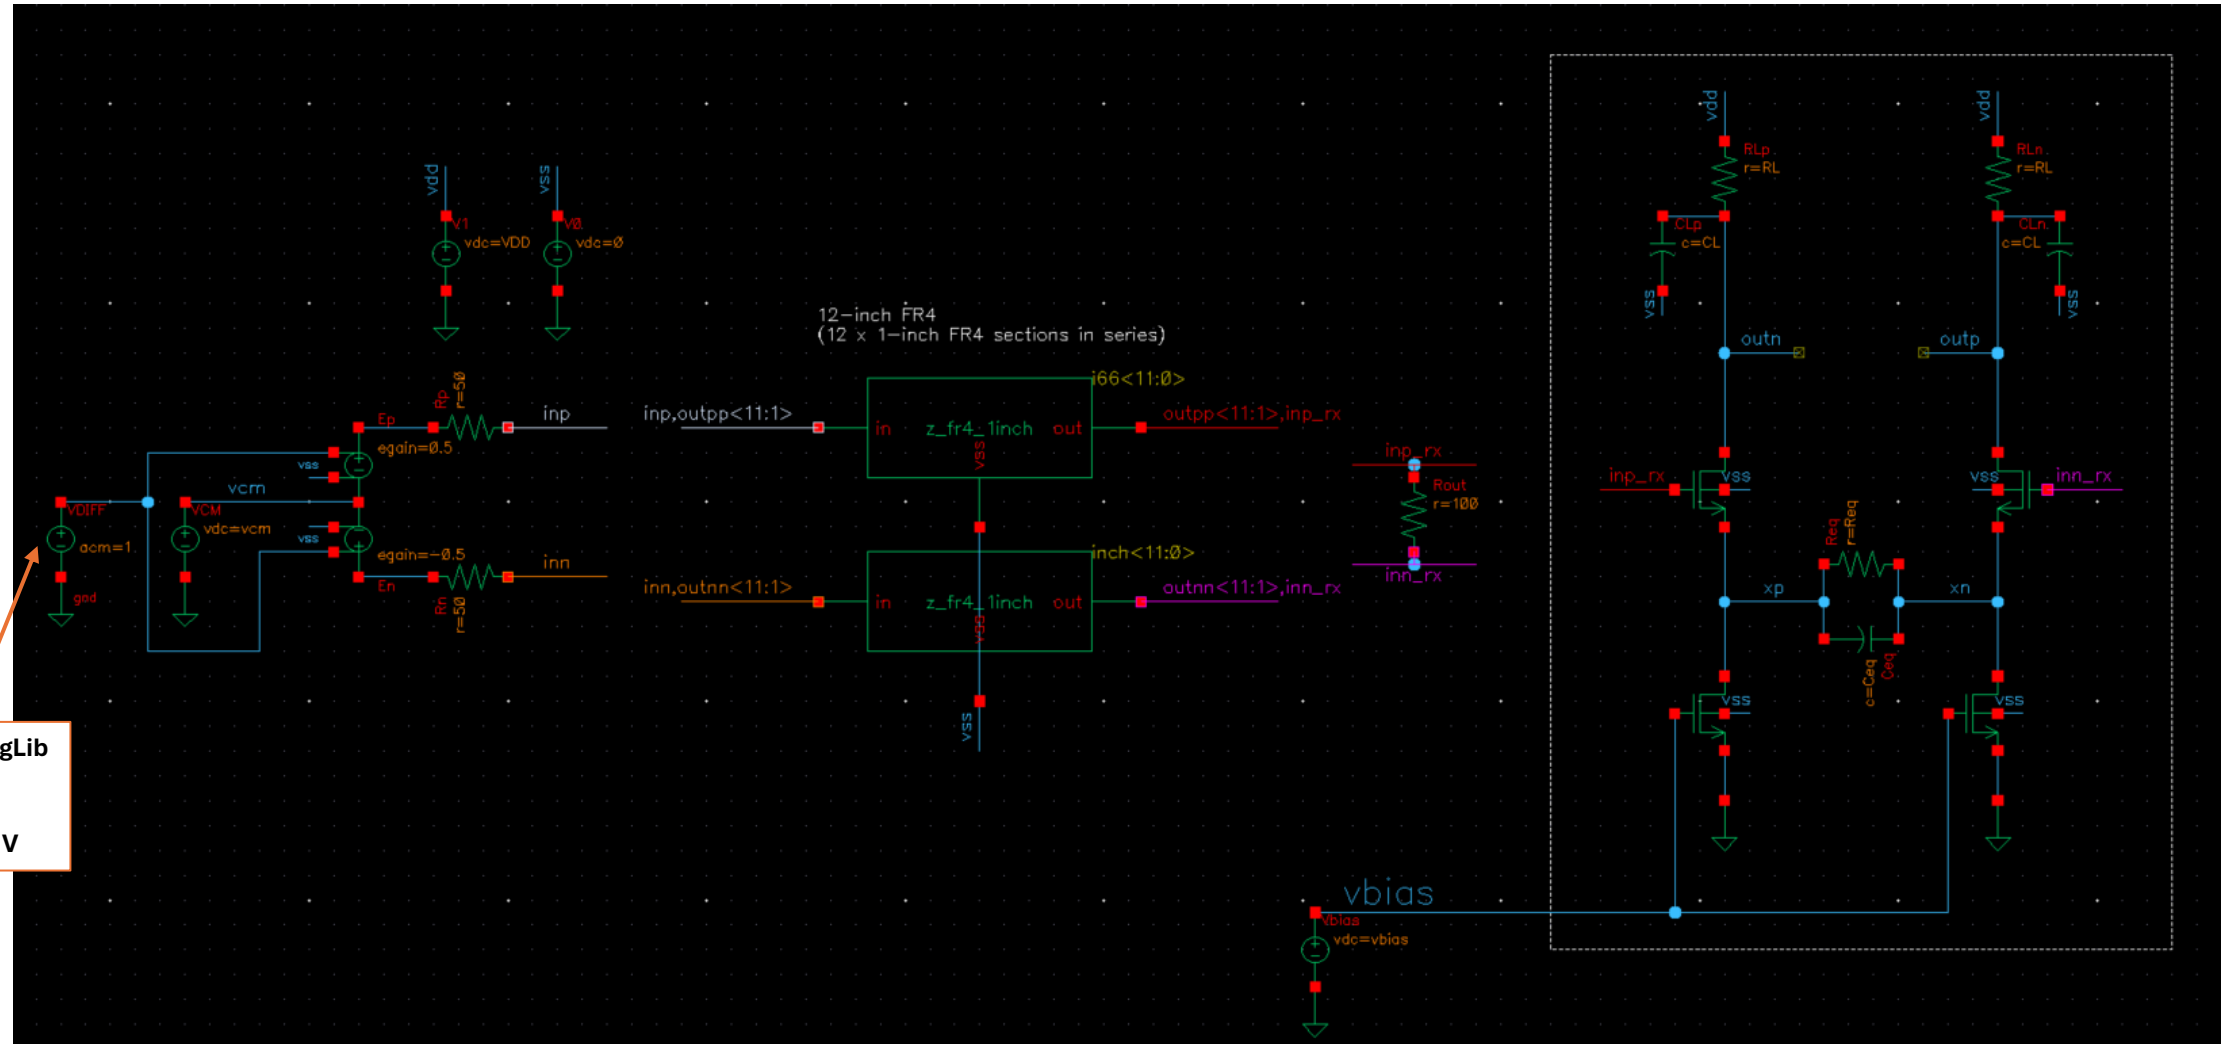 vdd
vss
V1
vdc=VDD
V0
vdc=0
12-inch FR4
(12 x 1-inch FR4 sections in series)
Ep
Rp
r=50
inp
egain=0.5
vss
vcm
VDIFF
acm=1
gnd
VCM
vdc=vcm
vss
egain=-0.5
En
Rn
r=50
inn
inp,outpp<11:1>
i66<11:0>
in
z_fr4_1inch
out
vss
outpp<11:1>,inp_rx
inn,outnn<11:1>
inch<11:0>
in
z_fr4_1inch
out
outnn<11:1>,inn_rx
vss
inp_rx
Rout
r=100
inn_rx
vdd
RLp
r=RL
CLp
c=CL
vss
outn
vdd
RLn
r=RL
CLn
c=CL
vss
outp
inp_rx
vss
vss
inn_rx
Req
r=Req
xp
xn
Ceq
c=Ceq
vss
vss
vbias
Vbias
vdc=vbias
gLib
V